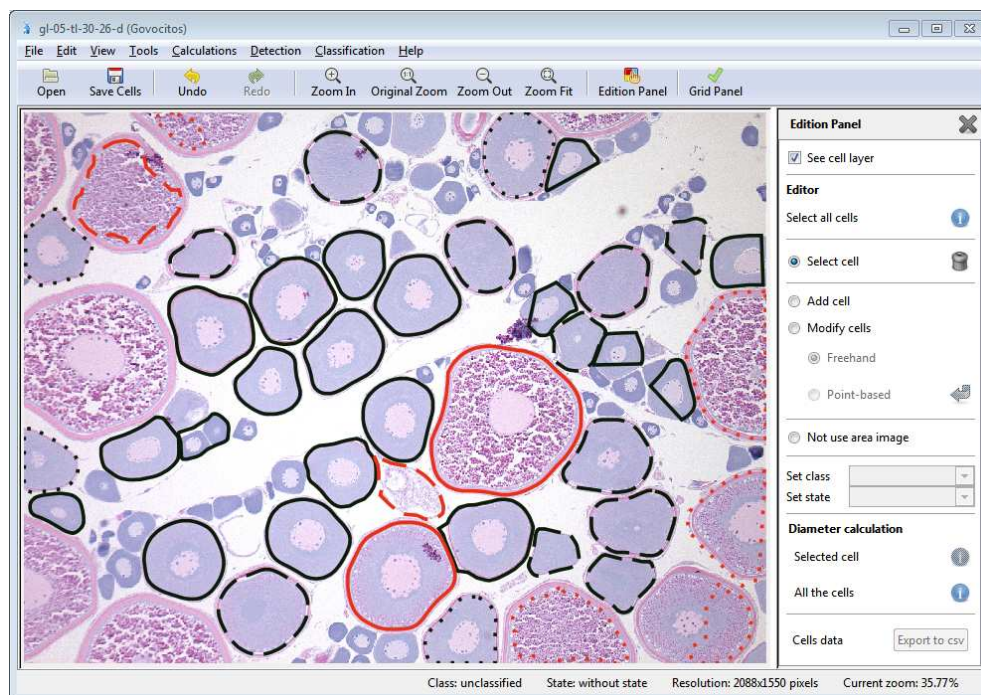 gl-05-tl-30-26-d (Govocitos)
File Edit View Tools Calculations Detection Classification Help
Open Save Cells Undo Redo Zoom In Original Zoom Zoom Out Zoom Fit Edition Panel Grid Panel
Edition Panel
See cell layer
Editor
Select all cells
Select cell
Add cell
Modify cells
Freehand
Point-based
Not use area image
Set class
Set state
Diameter calculation
Selected cell
All the cells
Cells data Export to csv
Class: unclassified State: without state Resolution: 2088x1550 pixels Current zoom: 35.77%